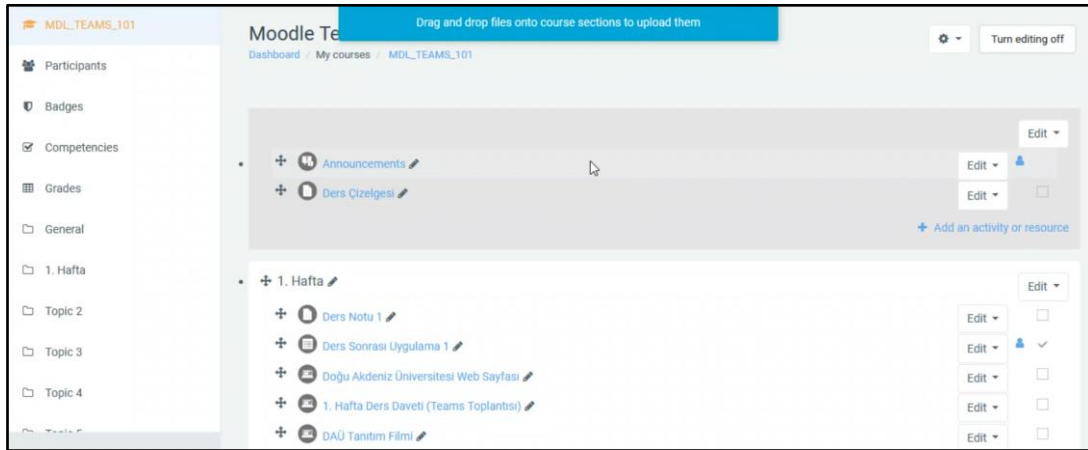 MDL_TEAMS_101
Participants
Badges
Competencies
Grades
General
1. Hafta
Topic 2
Topic 3
Topic 4
Drag and drop files onto course sections to upload them
Moodle Te
Dashboard / My courses / MDL_TEAMS_101
Turn editing off
Edit
Announcements
Edit
Ders Çizelgesi
Edit
Add an activity or resource
1. Hafta
Edit
Ders Notu 1
Edit
Ders Sonrası Uygulama 1
Edit
Doğu Akdeniz Üniversitesi Web Sayfası
Edit
1. Hafta Ders Daveti (Teams Toplantısı)
Edit
DAÜ Tanıtım Filmi
Edit